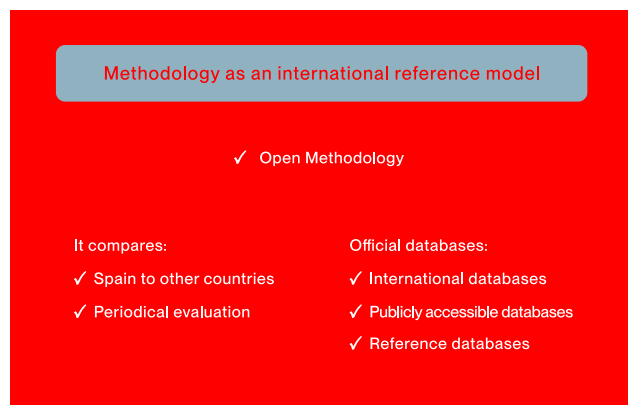 Methodology as an international reference model
✓ Open Methodology
It compares:
✓ Spain to other countries
✓ Periodical evaluation
Official databases:
✓ International databases
✓ Publicly accessible databases
✓ Reference databases